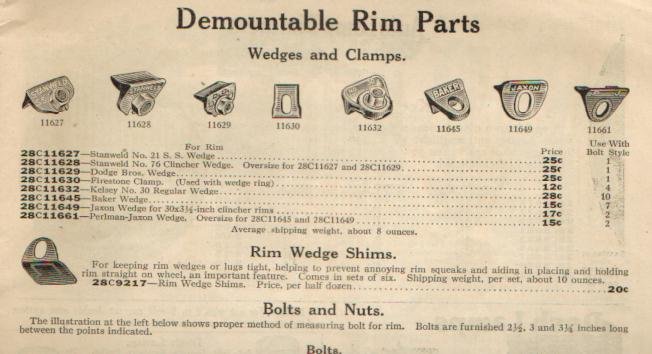 Demountable Rim Parts
Wedges and Clamps.
STANWELD STANWELD BAKER JAXON
11627 11628 11629 11630 11632 11645 11649 11661
For Rim Price Use With Bolt Style
28C11627—Stanweld No. 21 S. S. Wedge 25c 1
28C11628—Stanweld No. 76 Clincher Wedge. Oversize for 28C11627 and 28C11629. 25c 1
28C11629—Dodge Bros. Wedge 25c 1
28C11630—Firestone Clamp. (Used with wedge ring) 12c 4
28C11632—Kelsey No. 30 Regular Wedge 28c 10
28C11645—Baker Wedge 15c 7
28C11649—Jaxon Wedge for 30x3½-inch clincher rims 17c 2
28C11661—Perlman-Jaxon Wedge. Oversize for 28C11645 and 28C11649 15c 2
Average shipping weight, about 8 ounces.
Rim Wedge Shims.
For keeping rim wedges or lugs tight, helping to prevent annoying rim squeaks and aiding in placing and holding
rim straight on wheel, an important feature. Comes in sets of six. Shipping weight, per set, about 10 ounces.
28C9217—Rim Wedge Shims. Price, per half dozen 20c
Bolts and Nuts.
The illustration at the left below shows proper method of measuring bolt for rim. Bolts are furnished 2½, 3 and 3¼ inches long
between the points indicated.
Bolts.